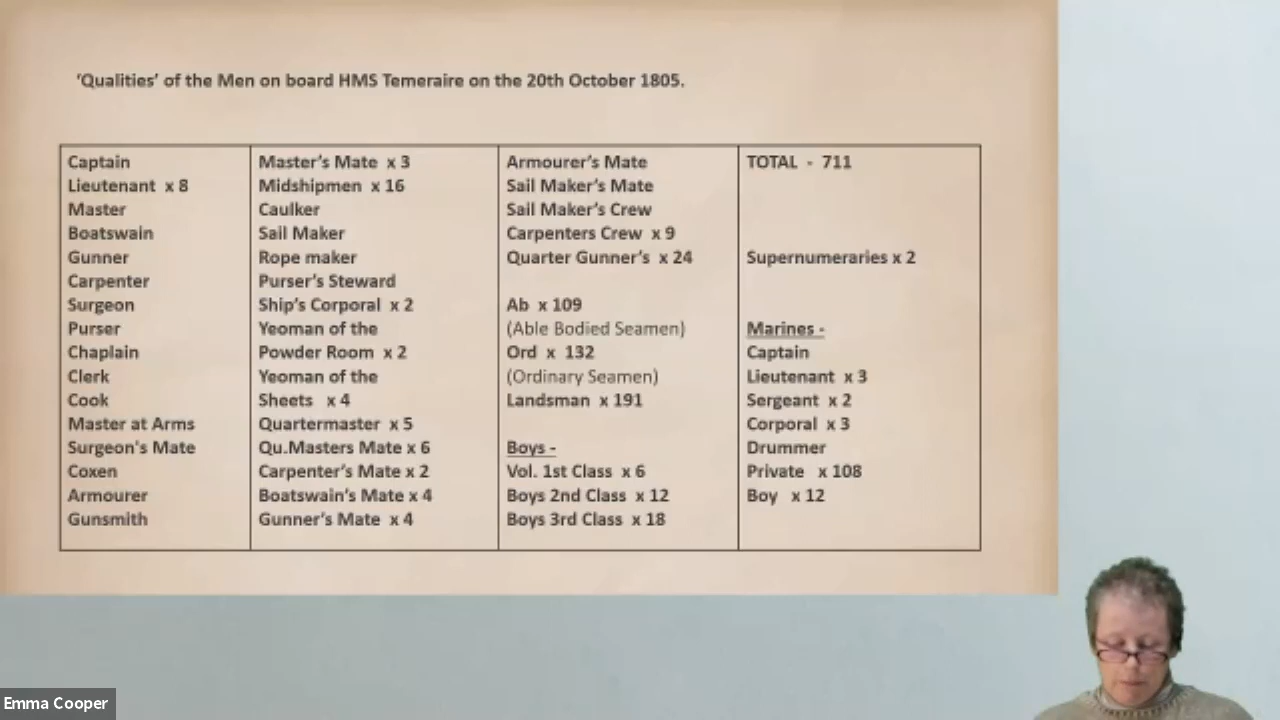 ‘Qualities’ of the Men on board HMS Temeraire on the 20th October 1805.
Captain
Lieutenant x 8
Master
Boatswain
Gunner
Carpenter
Surgeon
Purser
Chaplain
Clerk
Cook
Master at Arms
Surgeon's Mate
Coxen
Armourer
Gunsmith
Master’s Mate x 3
Midshipmen x 16
Caulker
Sail Maker
Rope maker
Purser’s Steward
Ship’s Corporal x 2
Yeoman of the
Powder Room x 2
Yeoman of the
Sheets x 4
Quartermaster x 5
Qu.Masters Mate x 6
Carpenter’s Mate x 2
Boatswain’s Mate x 4
Gunner’s Mate x 4
Armourer’s Mate
Sail Maker’s Mate
Sail Maker’s Crew
Carpenters Crew x 9
Quarter Gunner’s x 24
Ab x 109
(Able Bodied Seamen)
Ord x 132
(Ordinary Seamen)
Landsman x 191
Boys -
Vol. 1st Class x 6
Boys 2nd Class x 12
Boys 3rd Class x 18
TOTAL - 711
Supernumeraries x 2
Marines -
Captain
Lieutenant x 3
Sergeant x 2
Corporal x 3
Drummer
Private x 108
Boy x 12
Emma Cooper